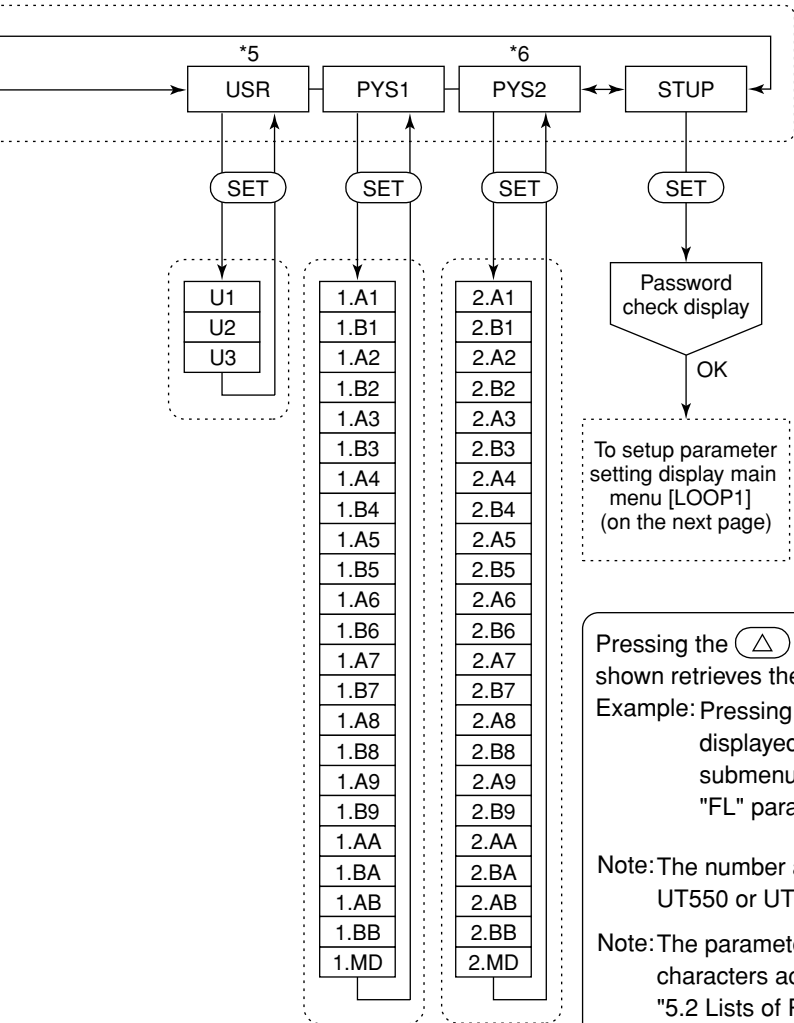 *5
*6
USR
PYS1
PYS2
STUP
SET
SET
SET
SET
U1
U2
U3
1.A1
1.B1
1.A2
1.B2
1.A3
1.B3
1.A4
1.B4
1.A5
1.B5
1.A6
1.B6
1.A7
1.B7
1.A8
1.B8
1.A9
1.B9
1.AA
1.BA
1.AB
1.BB
1.MD
2.A1
2.B1
2.A2
2.B2
2.A3
2.B3
2.A4
2.B4
2.A5
2.B5
2.A6
2.B6
2.A7
2.B7
2.A8
2.B8
2.A9
2.B9
2.AA
2.BA
2.AB
2.BB
2.MD
Password
check display
OK
To setup parameter
setting display main
menu [LOOP1]
(on the next page)
Pressing the △
shown retrieves the
Example: Pressing
displayed
submenu
"FL" para
Note: The number
UT550 or UT
Note: The paramete
characters ac
"5.2 Lists of